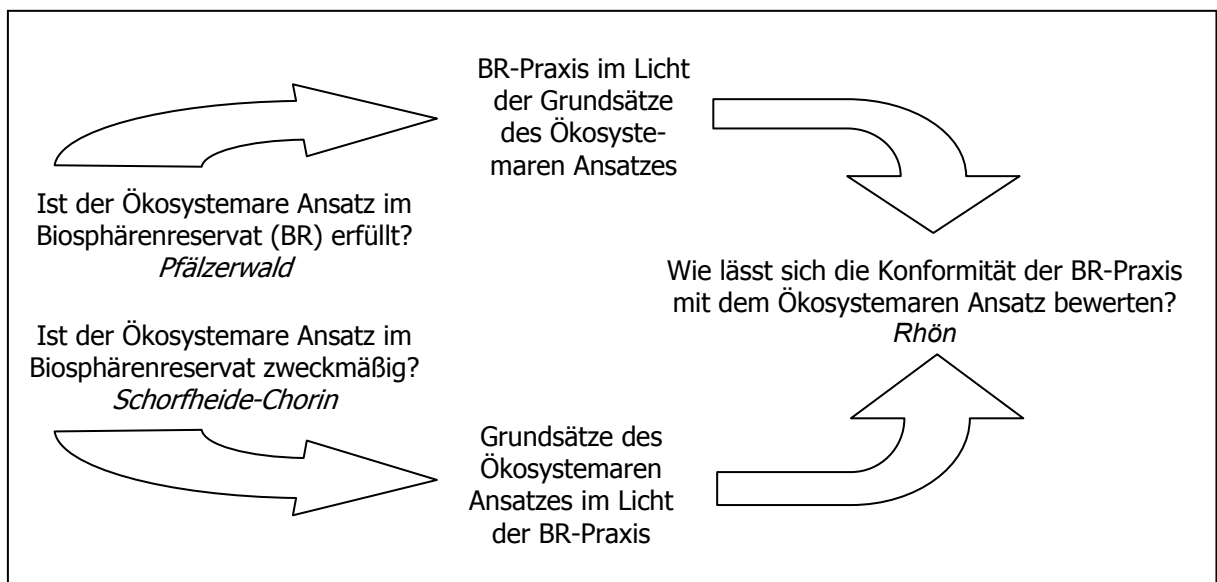 BR-Praxis im Licht
der Grundsätze
des Ökosyste-
maren Ansatzes
Ist der Ökosystemare Ansatz im
Biosphärenreservat (BR) erfüllt?
Pfälzerwald
Wie lässt sich die Konformität der BR-Praxis
mit dem Ökosystemaren Ansatz bewerten?
Rhön
Ist der Ökosystemare Ansatz im
Biosphärenreservat zweckmäßig?
Schorfheide-Chorin
Grundsätze des
Ökosystemaren
Ansatzes im Licht
der BR-Praxis